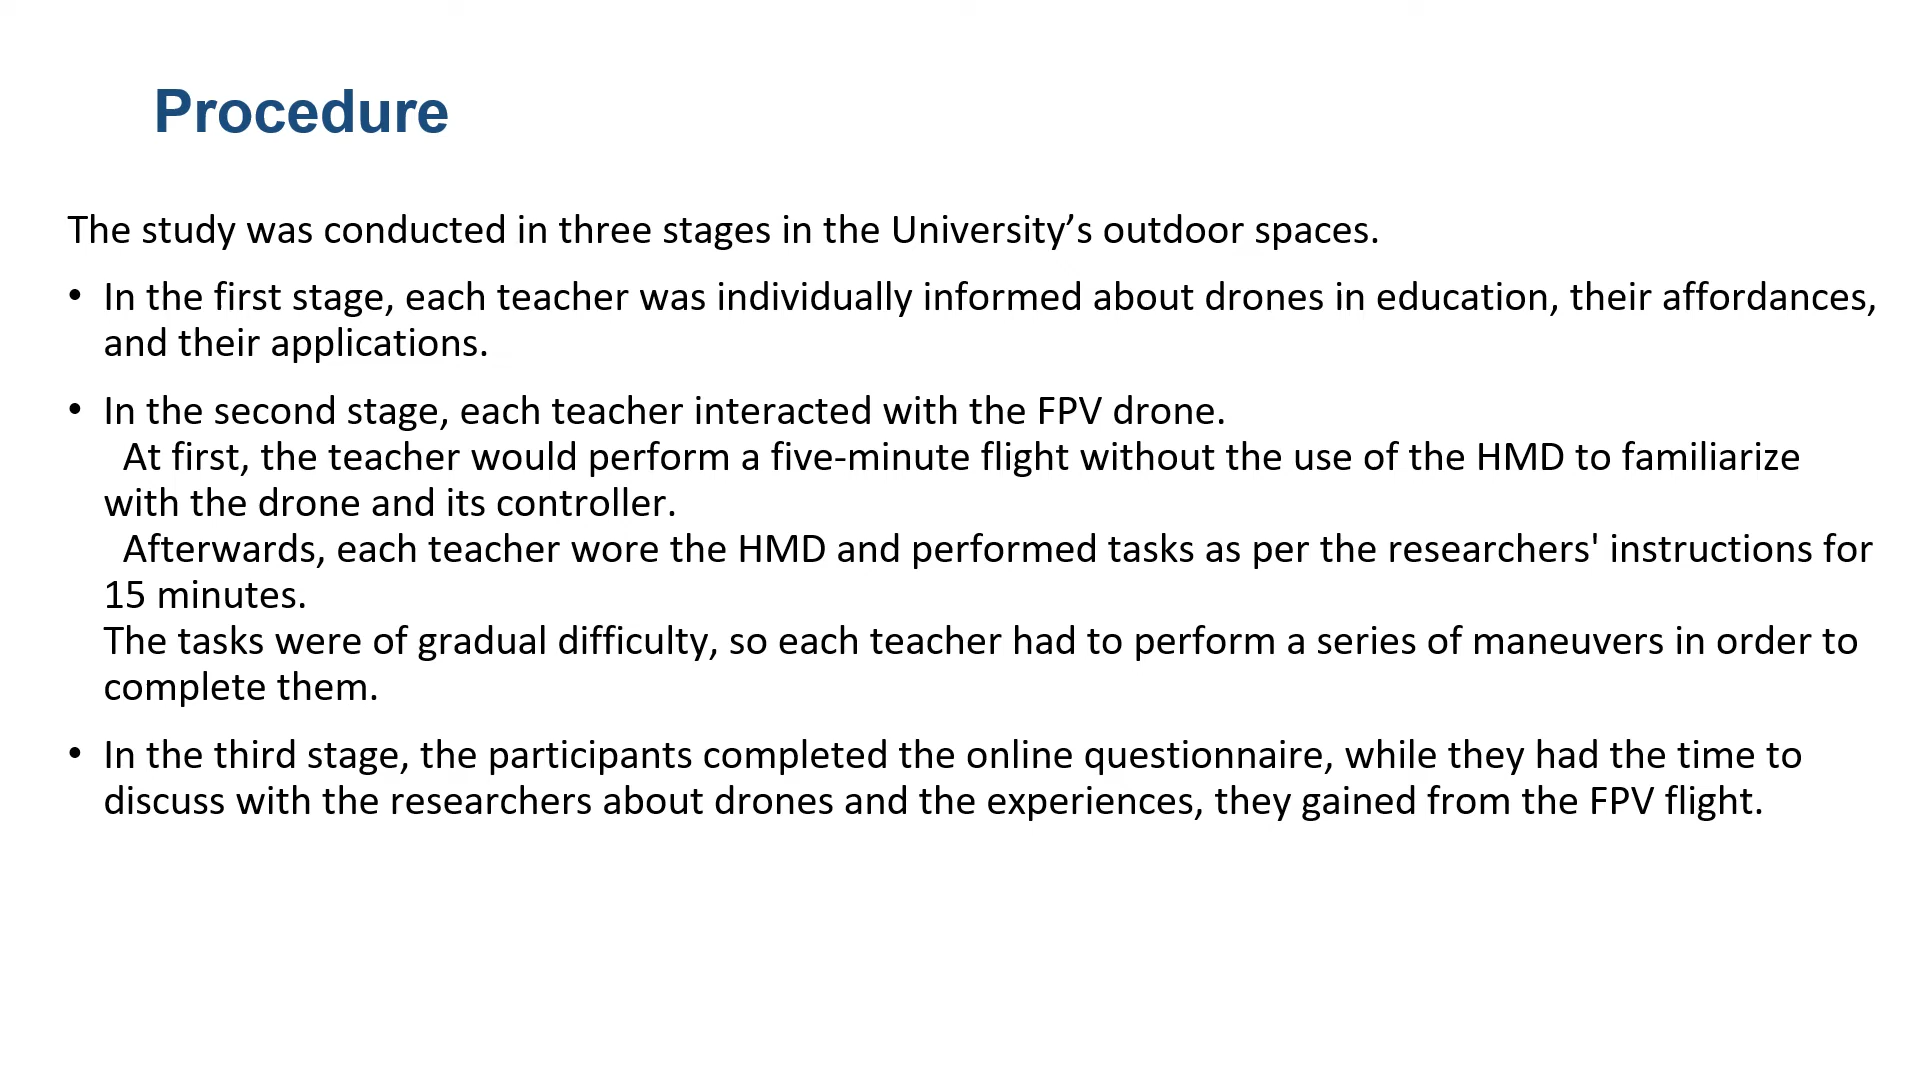 Procedure
The study was conducted in three stages in the University’s outdoor spaces.
• In the first stage, each teacher was individually informed about drones in education, their affordances,
and their applications.
• In the second stage, each teacher interacted with the FPV drone.
At first, the teacher would perform a five-minute flight without the use of the HMD to familiarize
with the drone and its controller.
Afterwards, each teacher wore the HMD and performed tasks as per the researchers' instructions for
15 minutes.
The tasks were of gradual difficulty, so each teacher had to perform a series of maneuvers in order to
complete them.
• In the third stage, the participants completed the online questionnaire, while they had the time to
discuss with the researchers about drones and the experiences, they gained from the FPV flight.